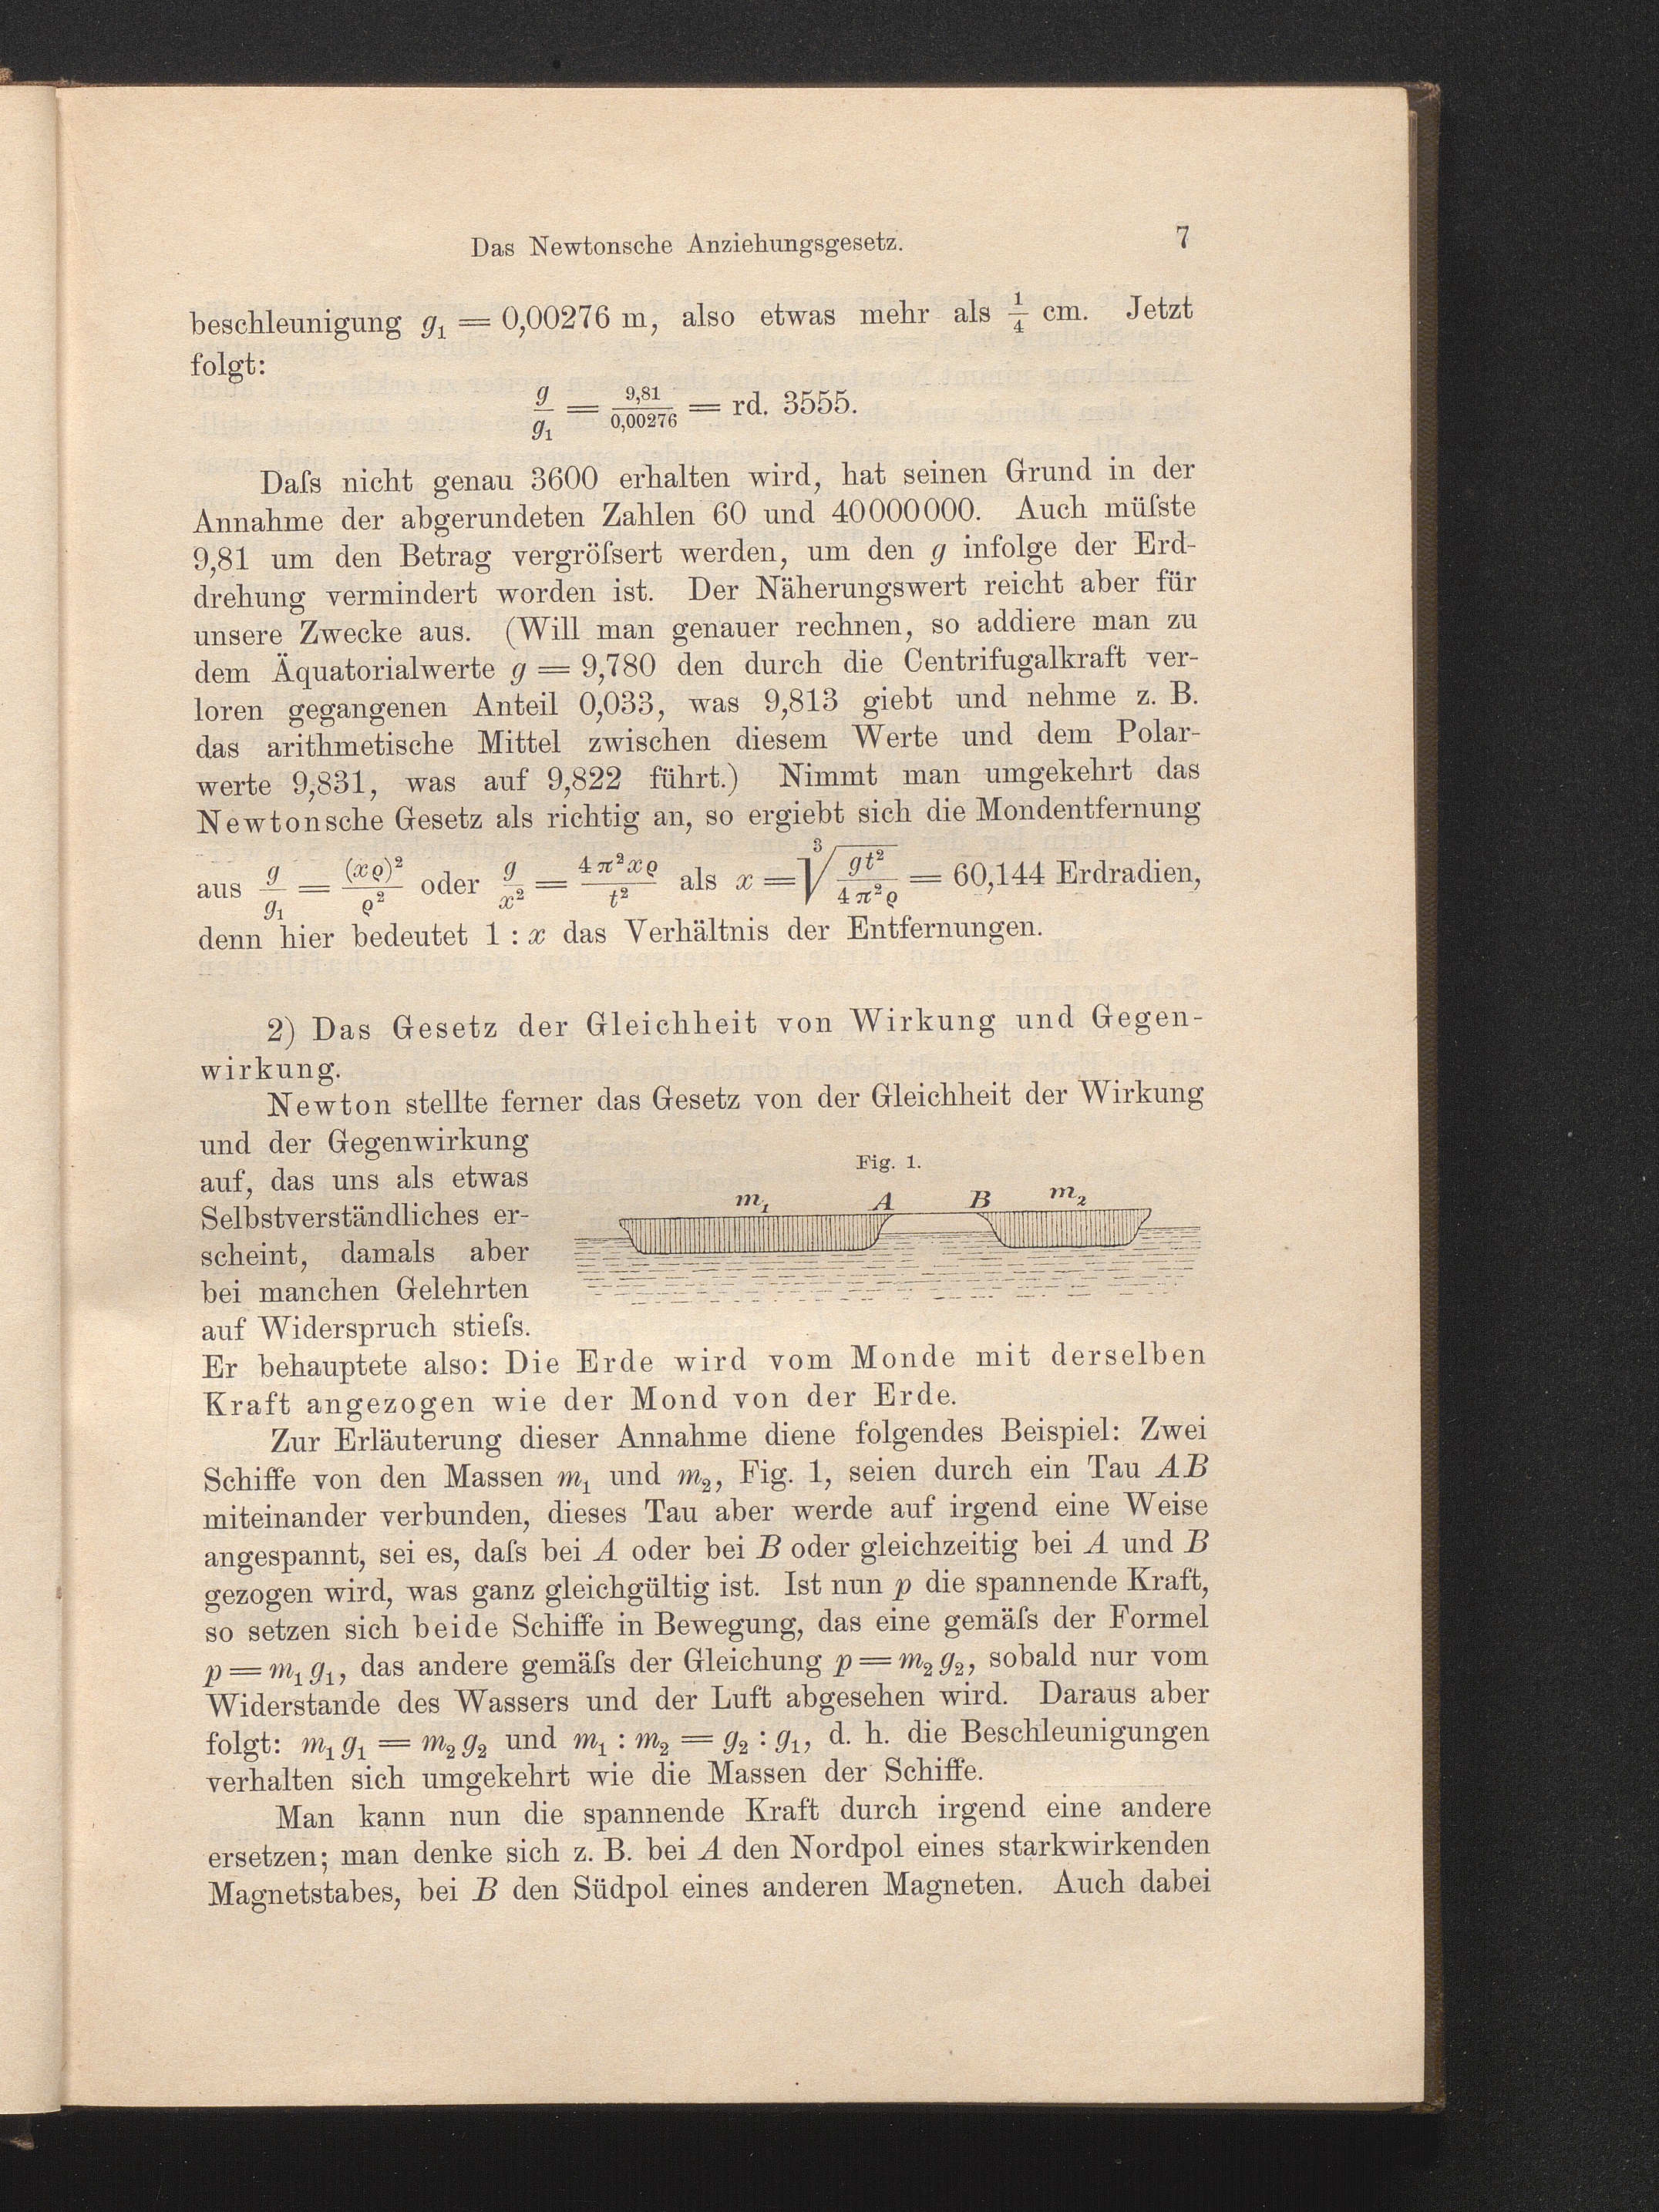 Das Newtonsche Anziehungsgesetz. 7
beschleunigung g₁ = 0,00276 m, also etwas mehr als 1/4 cm. Jetzt
folgt:
g/g₁ = 9,81/0,00276 = rd. 3555.
Daſs nicht genau 3600 erhalten wird, hat seinen Grund in der
Annahme der abgerundeten Zahlen 60 und 40000000. Auch müſste
9,81 um den Betrag vergröſsert werden, um den g infolge der Erd-
drehung vermindert worden ist. Der Näherungswert reicht aber für
unsere Zwecke aus. (Will man genauer rechnen, so addiere man zu
dem Äquatorialwerte g = 9,780 den durch die Centrifugalkraft ver-
loren gegangenen Anteil 0,033, was 9,813 giebt und nehme z. B.
das arithmetische Mittel zwischen diesem Werte und dem Polar-
werte 9,831, was auf 9,822 führt.) Nimmt man umgekehrt das
Newtonsche Gesetz als richtig an, so ergiebt sich die Mondentfernung
aus g/g₁ = (xϱ)²/ϱ² oder g/x² = 4π²xϱ/t² als x = ∛(gt²/4π²ϱ) = 60,144 Erdradien,
denn hier bedeutet 1 : x das Verhältnis der Entfernungen.
2) Das Gesetz der Gleichheit von Wirkung und Gegen-
wirkung.
Newton stellte ferner das Gesetz von der Gleichheit der Wirkung
und der Gegenwirkung
auf, das uns als etwas
Selbstverständliches er-
scheint, damals aber
bei manchen Gelehrten
auf Widerspruch stieſs.
Fig. 1.
m₁ A B m₂
Er behauptete also: Die Erde wird vom Monde mit derselben
Kraft angezogen wie der Mond von der Erde.
Zur Erläuterung dieser Annahme diene folgendes Beispiel: Zwei
Schiffe von den Massen m₁ und m₂, Fig. 1, seien durch ein Tau AB
miteinander verbunden, dieses Tau aber werde auf irgend eine Weise
angespannt, sei es, daſs bei A oder bei B oder gleichzeitig bei A und B
gezogen wird, was ganz gleichgültig ist. Ist nun p die spannende Kraft,
so setzen sich beide Schiffe in Bewegung, das eine gemäſs der Formel
p = m₁g₁, das andere gemäſs der Gleichung p = m₂g₂, sobald nur vom
Widerstande des Wassers und der Luft abgesehen wird. Daraus aber
folgt: m₁g₁ = m₂g₂ und m₁ : m₂ = g₂ : g₁, d. h. die Beschleunigungen
verhalten sich umgekehrt wie die Massen der Schiffe.
Man kann nun die spannende Kraft durch irgend eine andere
ersetzen; man denke sich z. B. bei A den Nordpol eines starkwirkenden
Magnetstabes, bei B den Südpol eines anderen Magneten. Auch dabei